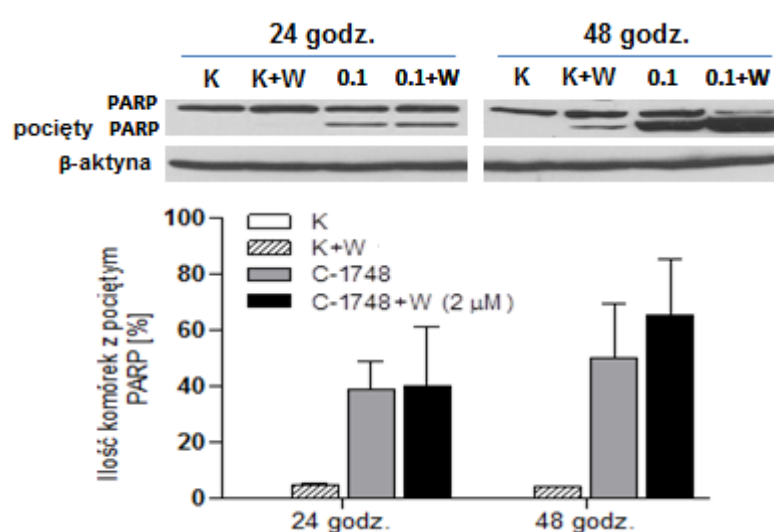 24 godz. 48 godz.
K K+W 0.1 0.1+W K K+W 0.1 0.1+W
PARP
pocięty PARP
β-aktyna
Ilość komórek z pociętym
PARP [%]
100
80
60
40
20
0
K
K+W
C-1748
C-1748+W (2 μM)
24 godz. 48 godz.